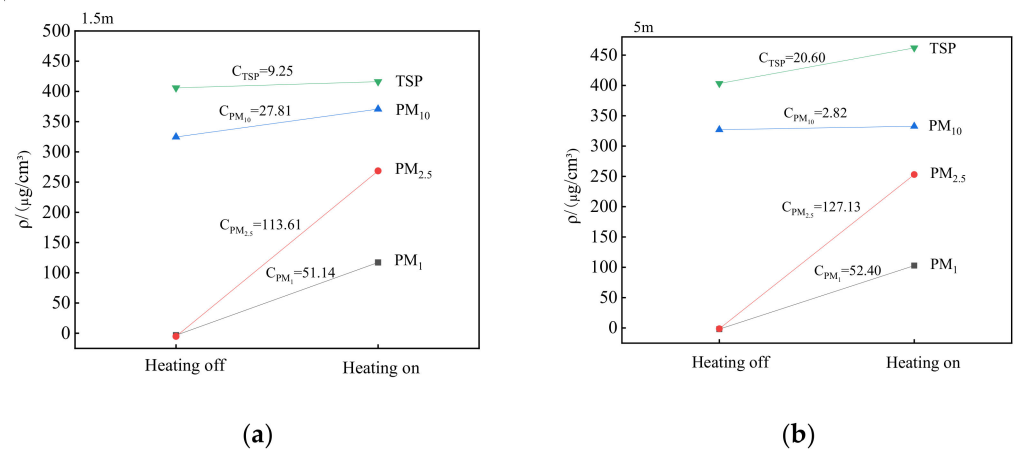 1.5m
500
450
400
350
300
250
200
150
100
50
0
ρ/(μg/cm³)
C_TSP=9.25
TSP
C_PM₁₀=27.81
PM₁₀
PM₂.₅
C_PM₂.₅=113.61
C_PM₁=51.14
PM₁
Heating off
Heating on
(a)
5m
450
400
350
300
250
200
150
100
50
0
ρ/(μg/cm³)
C_TSP=20.60
TSP
C_PM₁₀=2.82
PM₁₀
PM₂.₅
C_PM₂.₅=127.13
C_PM₁=52.40
PM₁
Heating off
Heating on
(b)